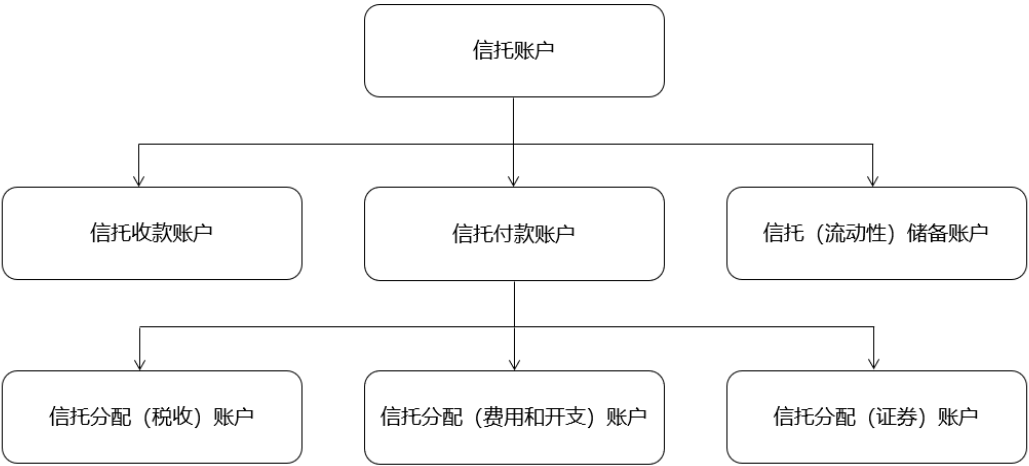 信托账户
信托收款账户
信托付款账户
信托（流动性）储备账户
信托分配（税收）账户
信托分配（费用和开支）账户
信托分配（证券）账户